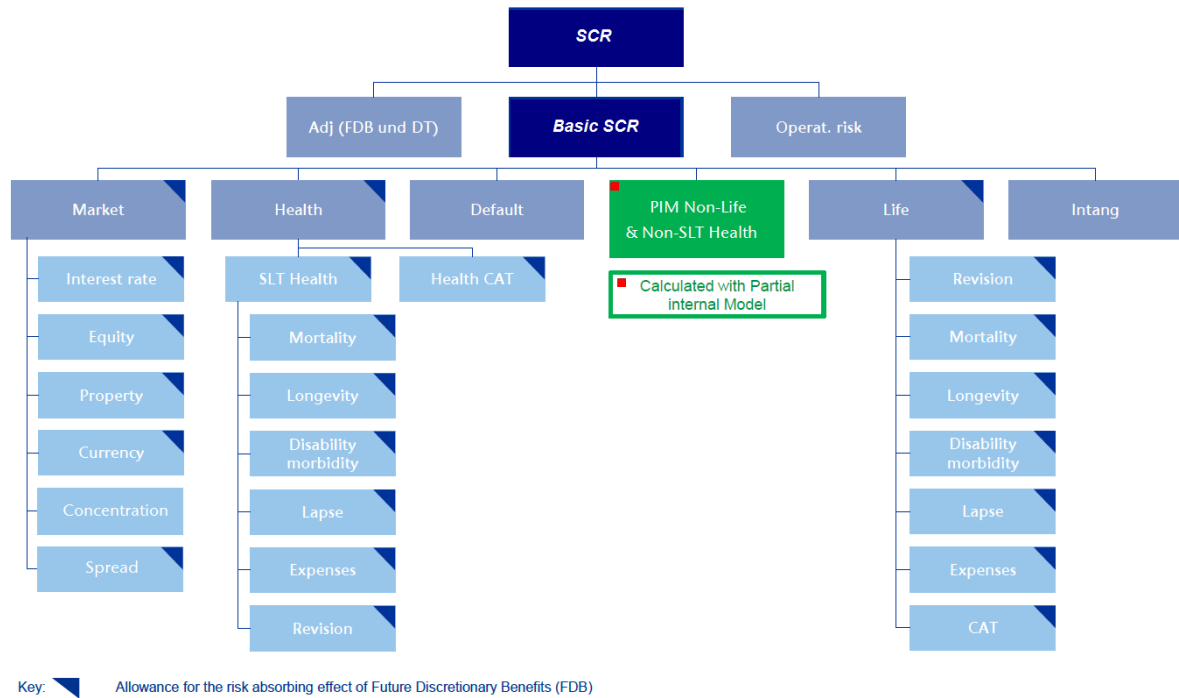 SCR
Adj (FDB und DT)
Basic SCR
Operat. risk
Market
Health
Default
PIM Non-Life
& Non-SLT Health
Life
Intang
Interest rate
SLT Health
Health CAT
Calculated with Partial
internal Model
Revision
Equity
Mortality
Mortality
Property
Longevity
Longevity
Currency
Disability
morbidity
Disability
morbidity
Concentration
Lapse
Lapse
Spread
Expenses
Expenses
Revision
CAT
Key:
Allowance for the risk absorbing effect of Future Discretionary Benefits (FDB)